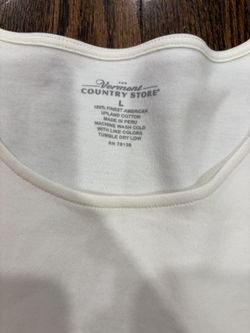 THE
Vermont
COUNTRY STORE®
L
100% FINEST AMERICAN
UPLAND COTTON
MADE IN PERU
MACHINE WASH COLD
WITH LIKE COLORS
TUMBLE DRY LOW
RN 78138